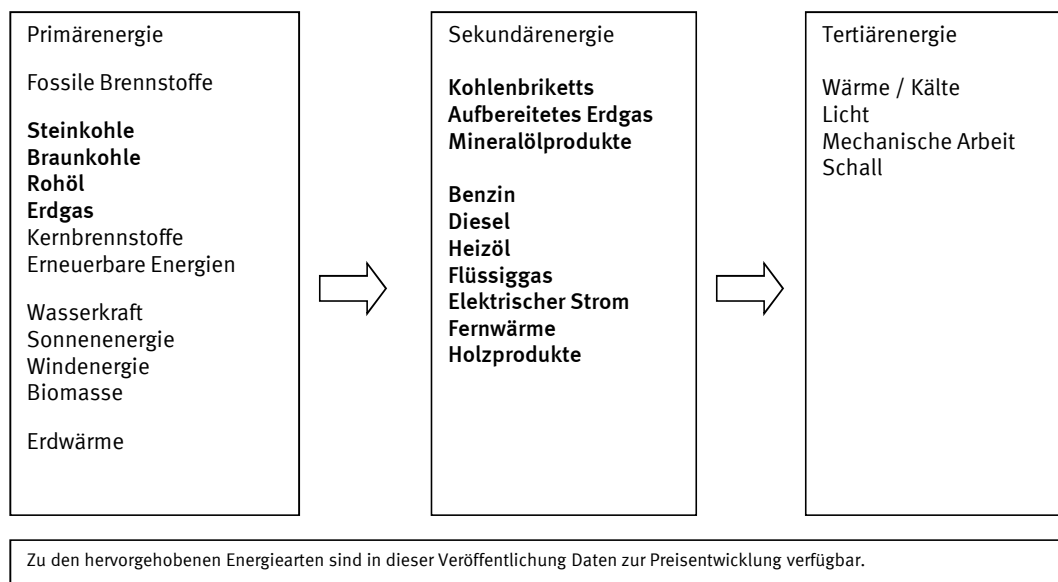 Primärenergie
Fossile Brennstoffe
Steinkohle
Braunkohle
Rohöl
Erdgas
Kernbrennstoffe
Erneuerbare Energien
Wasserkraft
Sonnenenergie
Windenergie
Biomasse
Erdwärme
Sekundärenergie
Kohlenbriketts
Aufbereitetes Erdgas
Mineralölprodukte
Benzin
Diesel
Heizöl
Flüssiggas
Elektrischer Strom
Fernwärme
Holzprodukte
Tertiärenergie
Wärme / Kälte
Licht
Mechanische Arbeit
Schall
Zu den hervorgehobenen Energiearten sind in dieser Veröffentlichung Daten zur Preisentwicklung verfügbar.